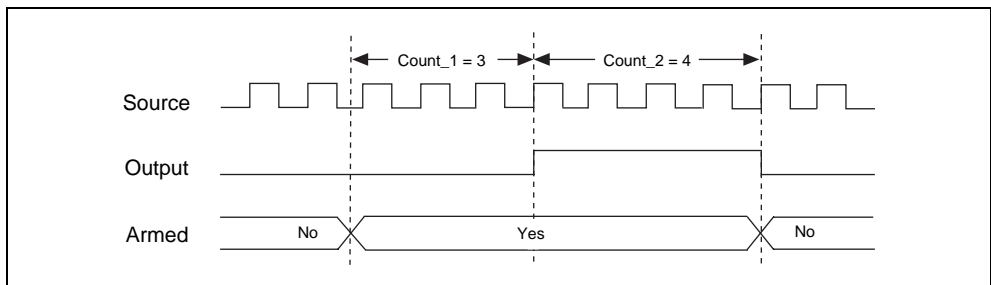 Count_1 = 3 Count_2 = 4
Source
Output
Armed No Yes No